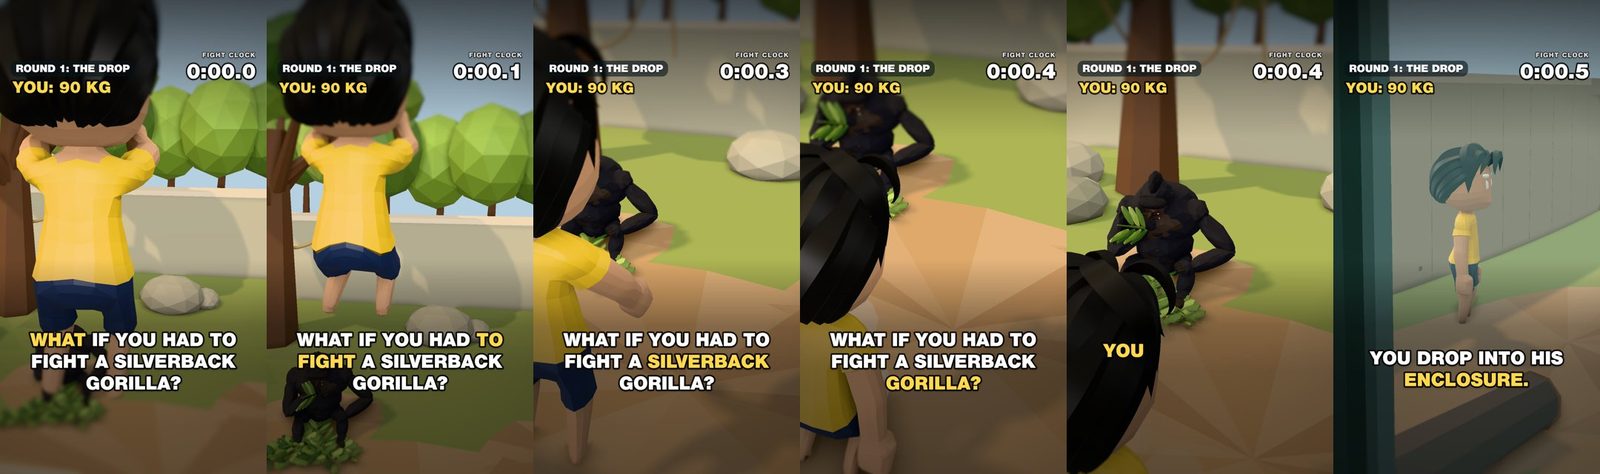 FIGHT CLOCK
ROUND 1: THE DROP
0:00.0
YOU: 90 KG
WHAT IF YOU HAD TO
FIGHT A SILVERBACK
GORILLA?
FIGHT CLOCK
ROUND 1: THE DROP
0:00.1
YOU: 90 KG
WHAT IF YOU HAD TO
FIGHT A SILVERBACK
GORILLA?
FIGHT CLOCK
ROUND 1: THE DROP
0:00.3
YOU: 90 KG
WHAT IF YOU HAD TO
FIGHT A SILVERBACK
GORILLA?
FIGHT CLOCK
ROUND 1: THE DROP
0:00.4
YOU: 90 KG
WHAT IF YOU HAD TO
FIGHT A SILVERBACK
GORILLA?
FIGHT CLOCK
ROUND 1: THE DROP
0:00.4
YOU: 90 KG
YOU
FIGHT CLOCK
ROUND 1: THE DROP
0:00.5
YOU: 90 KG
YOU DROP INTO HIS
ENCLOSURE.